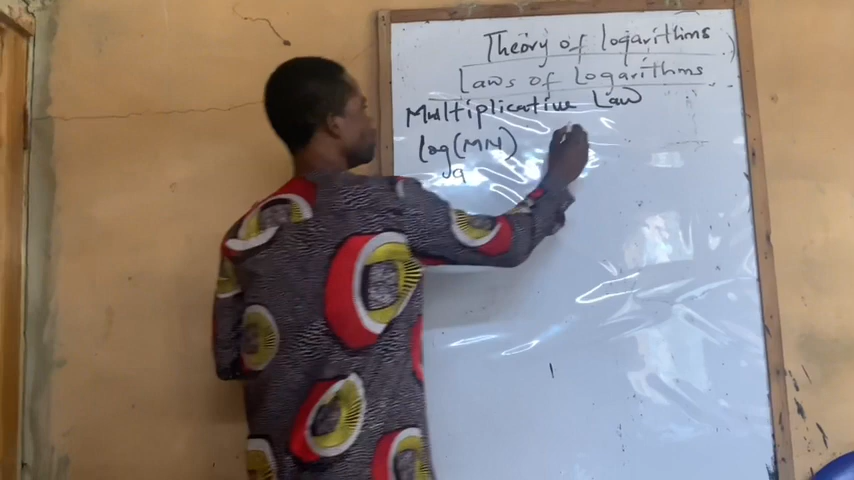 Theory of logarithms
Laws of Logarithms
Multiplicative Law
log(MN)
a